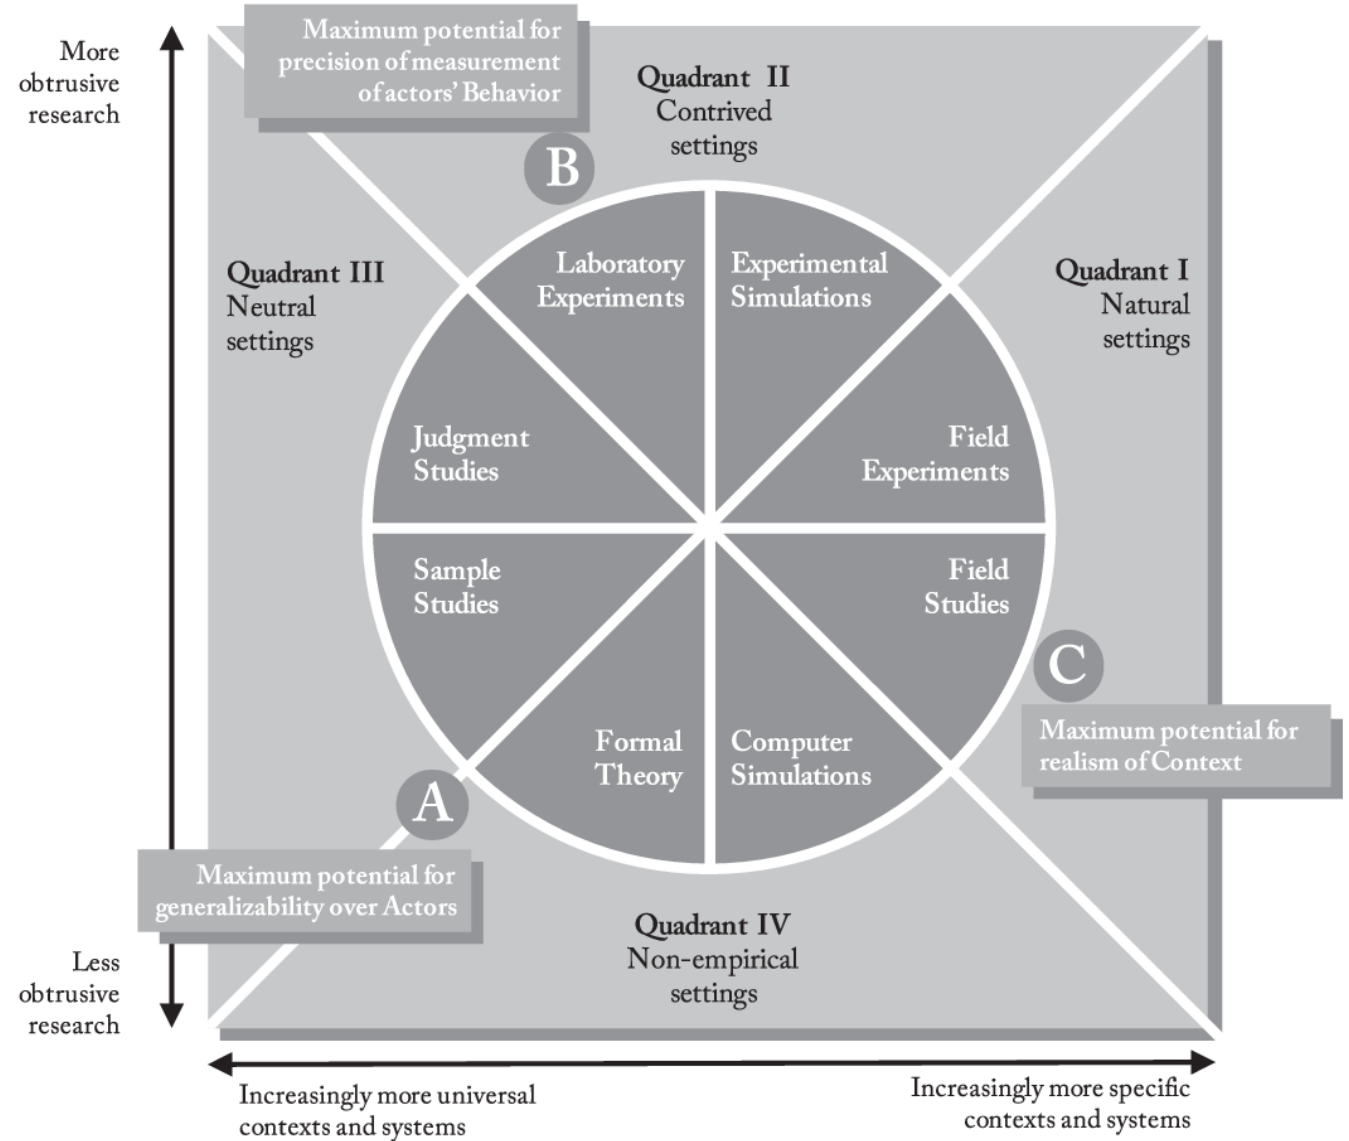 More
obtrusive
research
Maximum potential for
precision of measurement
of actors' Behavior
B
Quadrant II
Contrived
settings
Quadrant III
Neutral
settings
Quadrant I
Natural
settings
Laboratory
Experiments
Experimental
Simulations
Judgment
Studies
Field
Experiments
Sample
Studies
Field
Studies
C
Maximum potential for
realism of Context
Formal
Theory
Computer
Simulations
A
Maximum potential for
generalizability over Actors
Quadrant IV
Non-empirical
settings
Less
obtrusive
research
Increasingly more universal
contexts and systems
Increasingly more specific
contexts and systems